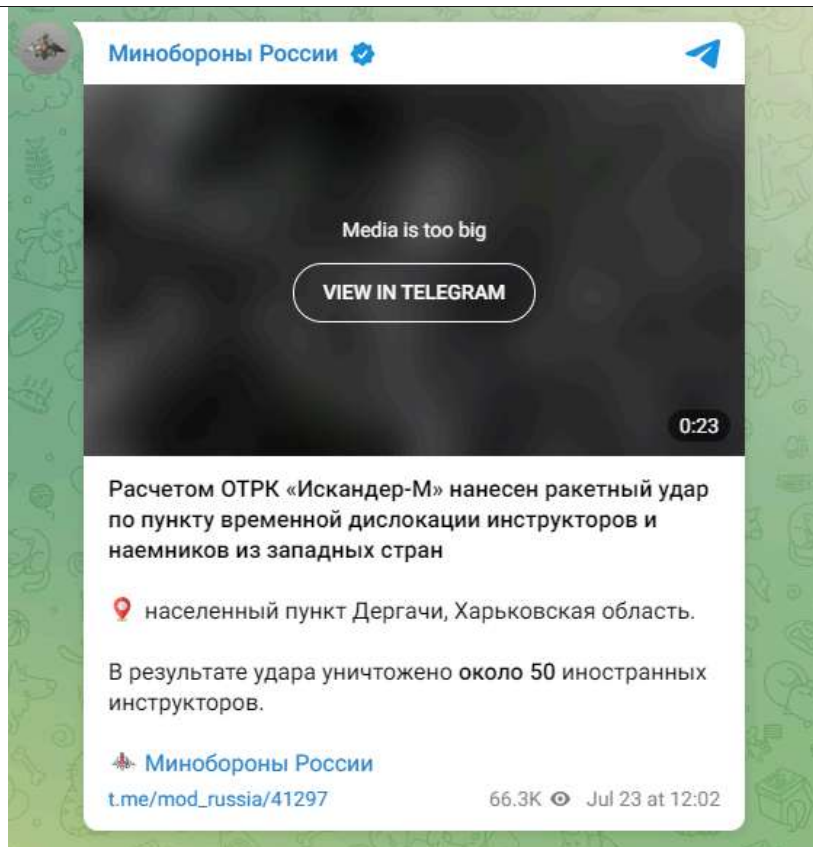 Минобороны России
Media is too big
VIEW IN TELEGRAM
0:23
Расчетом ОТРК «Искандер-М» нанесен ракетный удар
по пункту временной дислокации инструкторов и
наемников из западных стран
населенный пункт Дергачи, Харьковская область.
В результате удара уничтожено около 50 иностранных
инструкторов.
Минобороны России
t.me/mod_russia/41297 66.3K Jul 23 at 12:02